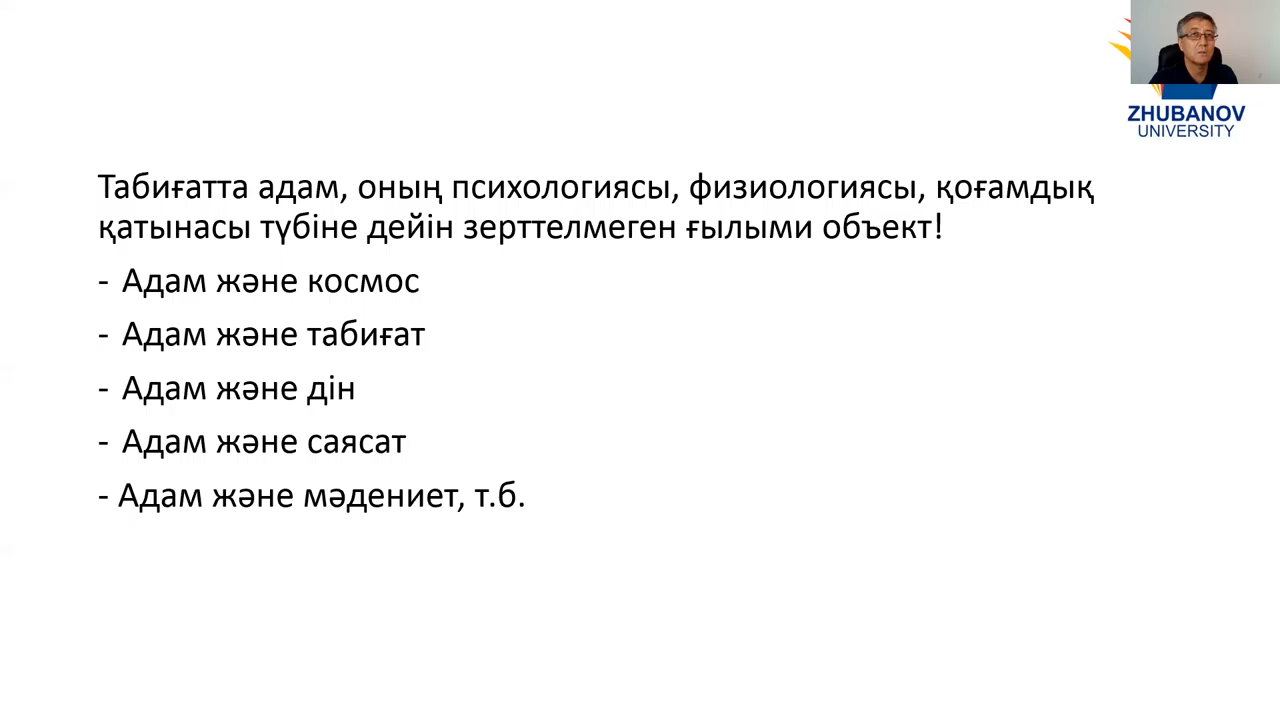 ZHUBANOV
UNIVERSITY
Табиғатта адам, оның психологиясы, физиологиясы, қоғамдық
қатынасы түбіне дейін зерттелмеген ғылыми объект!
- Адам және космос
- Адам және табиғат
- Адам және дін
- Адам және саясат
- Адам және мәдениет, т.б.